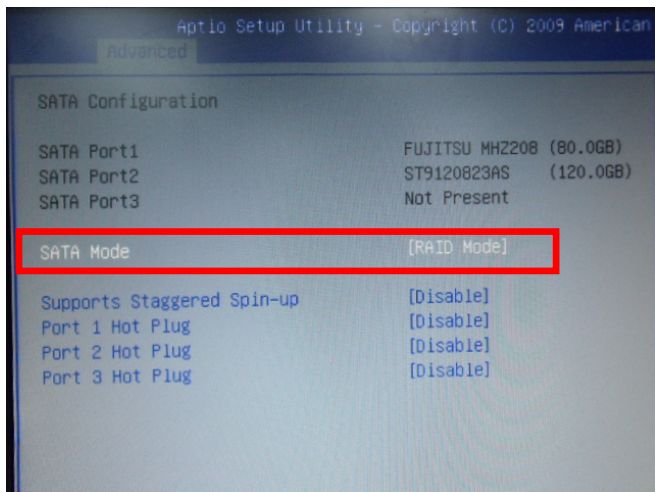 Aptio Setup Utility - Copyright (C) 2009 American
Advanced
SATA Configuration
SATA Port1 FUJITSU MHZ208 (80.0GB)
SATA Port2 ST9120823AS (120.0GB)
SATA Port3 Not Present
SATA Mode [RAID Mode]
Supports Staggered Spin-up [Disable]
Port 1 Hot Plug [Disable]
Port 2 Hot Plug [Disable]
Port 3 Hot Plug [Disable]